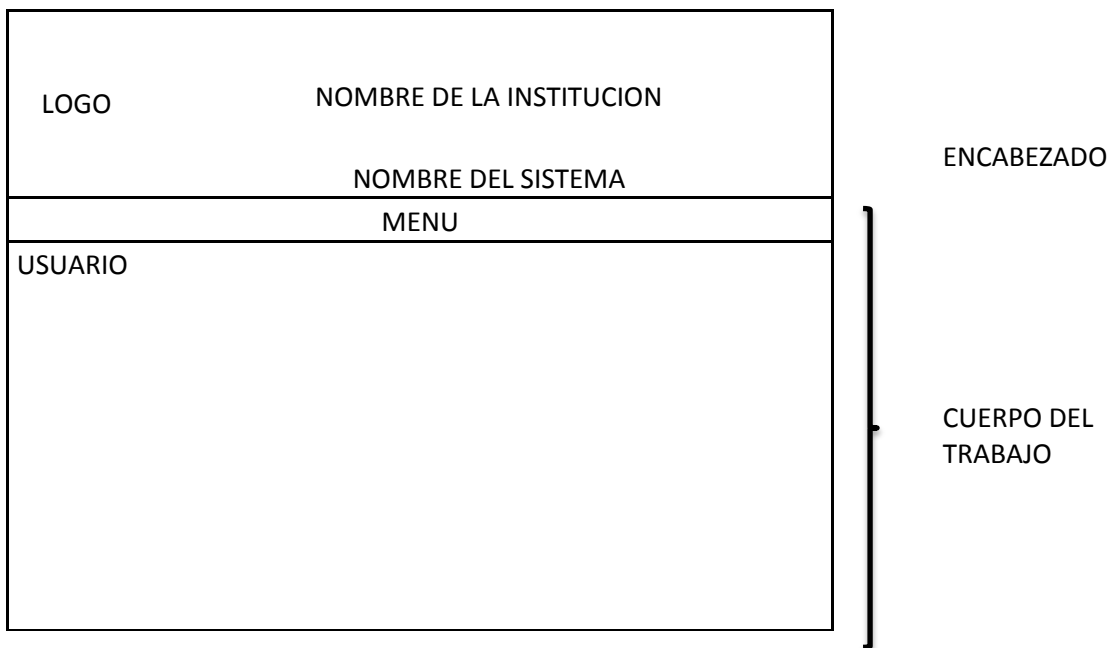 LOGO
NOMBRE DE LA INSTITUCION
ENCABEZADO
NOMBRE DEL SISTEMA
MENU
USUARIO
CUERPO DEL
TRABAJO